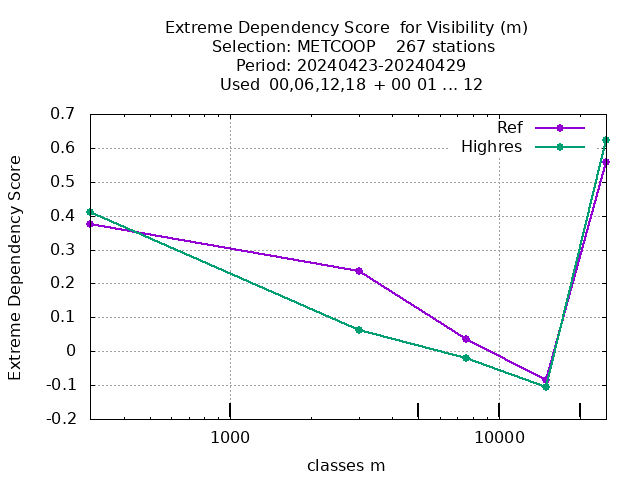 Extreme Dependency Score  for Visibility (m)
Selection: METCOOP    267 stations
Period: 20240423-20240429
Used  00,06,12,18  + 00 01 ... 12
Ref
Highres
Extreme Dependency Score
0.7
0.6
0.5
0.4
0.3
0.2
0.1
0
-0.1
-0.2
1000 10000
classes m